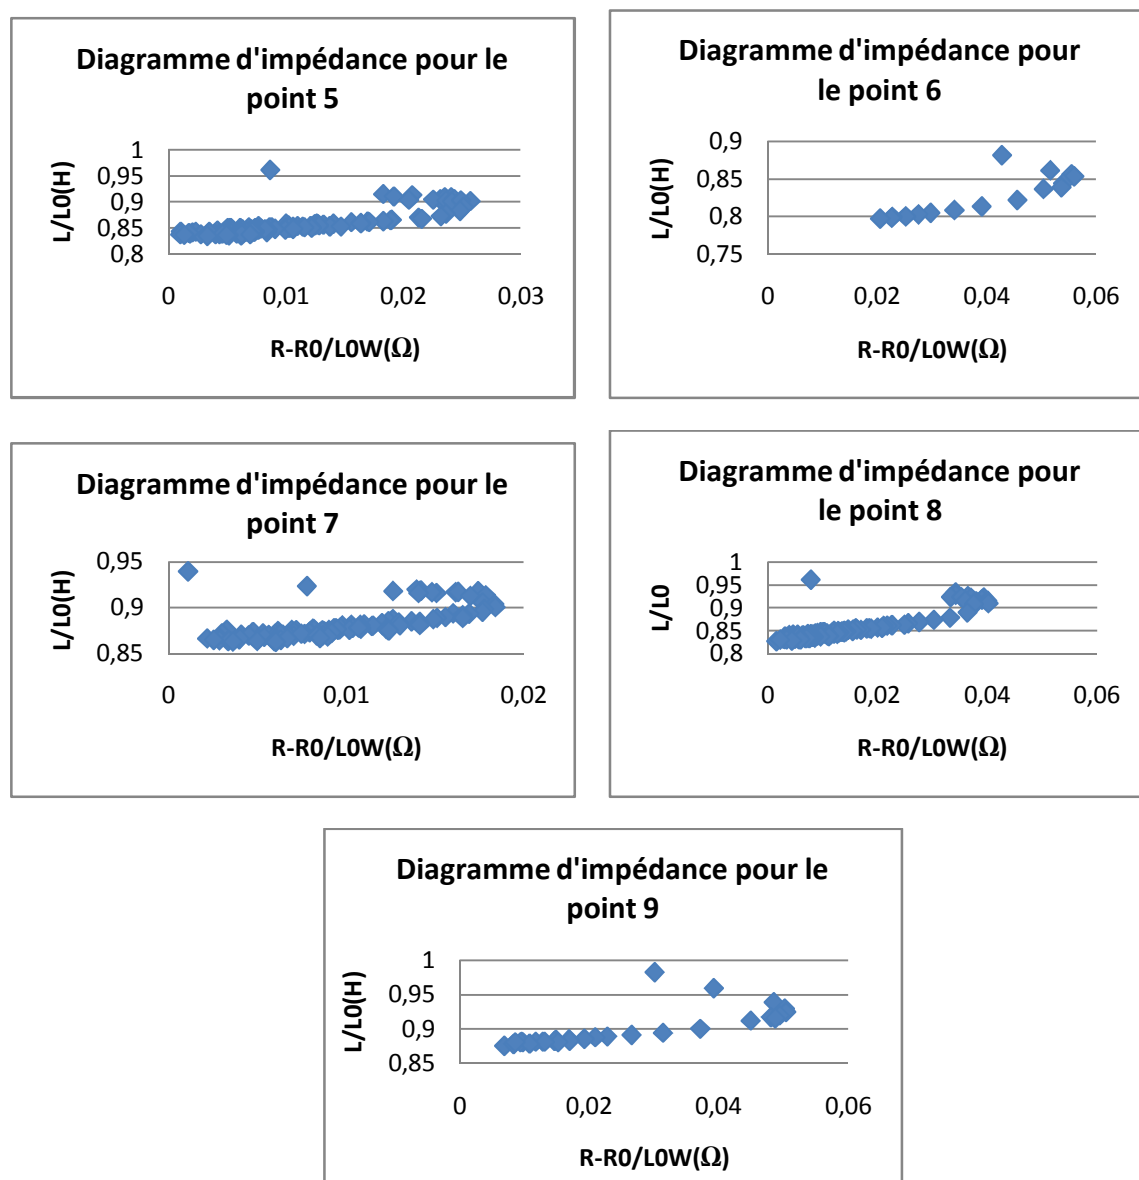 Diagramme d'impédance pour le
point 5
L/L0(H)
1
0,95
0,9
0,85
0,8
0
0,01
0,02
0,03
R-R0/L0W(Ω)
Diagramme d'impédance pour
le point 6
L/L0(H)
0,9
0,85
0,8
0,75
0
0,02
0,04
0,06
R-R0/L0W(Ω)
Diagramme d'impédance pour le
point 7
L/L0(H)
0,95
0,9
0,85
0
0,01
0,02
R-R0/L0W(Ω)
Diagramme d'impédance pour
le point 8
L/L0
1
0,95
0,9
0,85
0,8
0
0,02
0,04
0,06
R-R0/L0W(Ω)
Diagramme d'impédance pour le
point 9
L/L0(H)
1
0,95
0,9
0,85
0
0,02
0,04
0,06
R-R0/L0W(Ω)